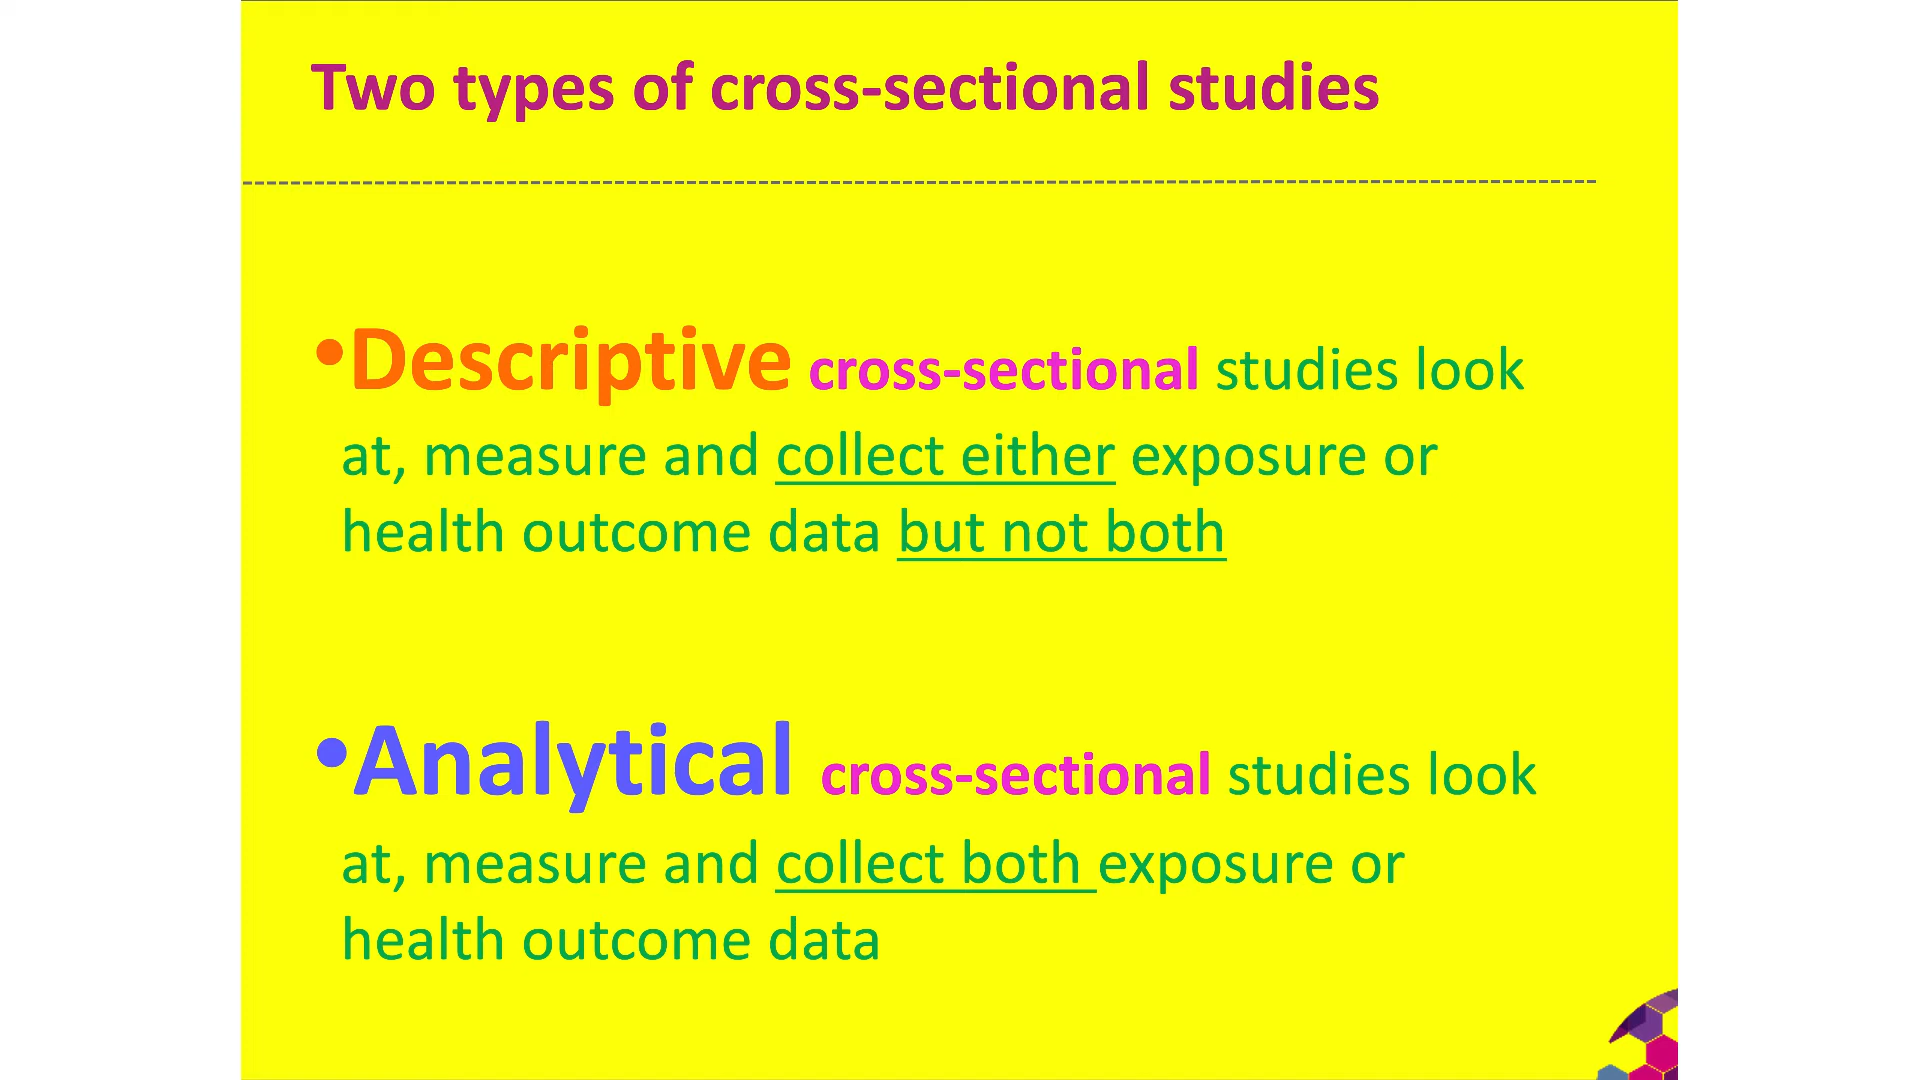 Two types of cross-sectional studies
•Descriptive cross-sectional studies look
at, measure and collect either exposure or
health outcome data but not both
•Analytical cross-sectional studies look
at, measure and collect both exposure or
health outcome data